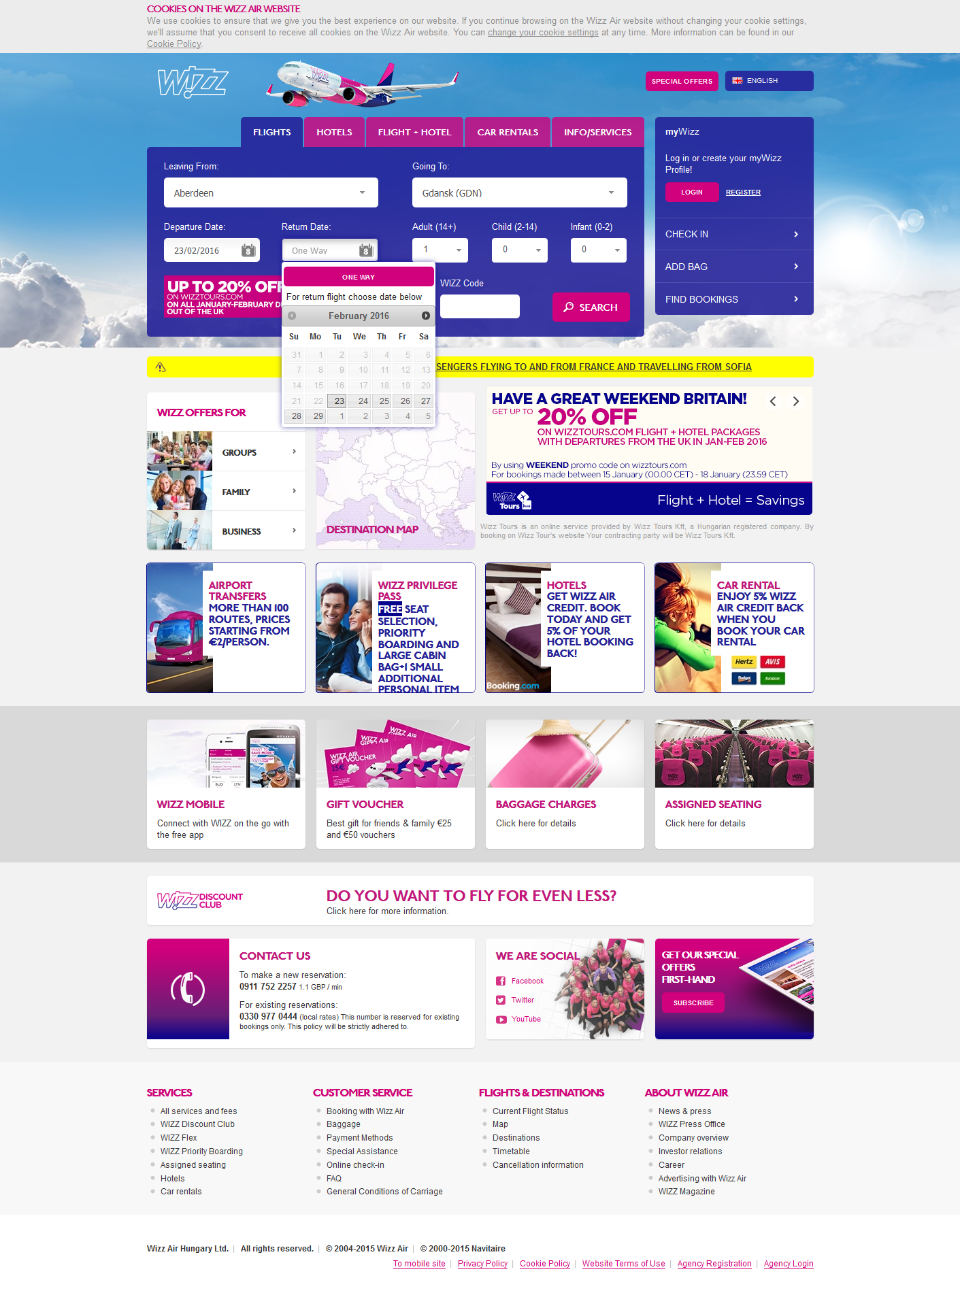 COOKIES ON THE WIZZ AIR WEBSITE
We use cookies to ensure that we give you the best experience on our website. If you continue browsing on the Wizz Air website without changing your cookie settings,
we'll assume that you consent to receive all cookies on the Wizz Air website. You can change your cookie settings at any time. More information can be found in our
Cookie Policy.
WIZZ
SPECIAL OFFERS
ENGLISH
FLIGHTS
HOTELS
FLIGHT + HOTEL
CAR RENTALS
INFO/SERVICES
myWizz
Log in or create your myWizz
Profile!
LOGIN
REGISTER
CHECK IN
ADD BAG
FIND BOOKINGS
Leaving From:
Going To:
Aberdeen
Gdansk (GDN)
Departure Date:
Return Date:
Adult (14+)
Child (2-14)
Infant (0-2)
23/02/2016
One Way
1
0
0
UP TO 20% OFF
ON WIZZTOURS.COM
ON ALL JANUARY-FEBRUARY
OUT OF THE UK
WIZZ Code
SEARCH
ONE WAY
For return flight choose date below
February 2016
Su Mo Tu We Th Fr Sa
31 1 2 3 4 5 6
7 8 9 10 11 12 13
14 15 16 17 18 19 20
21 22 23 24 25 26 27
28 29 1 2 3 4 5
SENGERS FLYING TO AND FROM FRANCE AND TRAVELLING FROM SOFIA
WIZZ OFFERS FOR
GROUPS
FAMILY
BUSINESS
DESTINATION MAP
HAVE A GREAT WEEKEND BRITAIN!
GET UP TO
20% OFF
ON WIZZTOURS.COM FLIGHT + HOTEL PACKAGES
WITH DEPARTURES FROM THE UK IN JAN-FEB 2016
By using WEEKEND promo code on wizztours.com
For bookings made between 15 January (00.00 CET) - 18 January (23.59 CET)
WIZZ Tours
Flight + Hotel = Savings
Wizz Tours is an online service provided by Wizz Tours Kft, a Hungarian registered company. By
booking on Wizz Tour's website Your contracting party will be Wizz Tours Kft.
AIRPORT
TRANSFERS
MORE THAN 100
ROUTES, PRICES
STARTING FROM
€2/PERSON.
WIZZ PRIVILEGE
PASS
FREE SEAT
SELECTION,
PRIORITY
BOARDING AND
LARGE CABIN
BAG+1 SMALL
ADDITIONAL
PERSONAL ITEM
HOTELS
GET WIZZ AIR
CREDIT. BOOK
TODAY AND GET
5% OF YOUR
HOTEL BOOKING
BACK!
Booking.com
CAR RENTAL
ENJOY 5% WIZZ
AIR CREDIT BACK
WHEN YOU
BOOK YOUR CAR
RENTAL
Hertz
AVIS
WIZZ MOBILE
Connect with WIZZ on the go with
the free app
GIFT VOUCHER
Best gift for friends & family €25
and €50 vouchers
BAGGAGE CHARGES
Click here for details
ASSIGNED SEATING
Click here for details
WIZZ DISCOUNT
CLUB
DO YOU WANT TO FLY FOR EVEN LESS?
Click here for more information.
CONTACT US
To make a new reservation:
0911 752 2257 1.1 GBP / min
For existing reservations:
0330 977 0444 (local rates) This number is reserved for existing
bookings only. This policy will be strictly adhered to.
WE ARE SOCIAL
Facebook
Twitter
YouTube
GET OUR SPECIAL
OFFERS
FIRST-HAND
SUBSCRIBE
SERVICES
All services and fees
WIZZ Discount Club
WIZZ Flex
WIZZ Priority Boarding
Assigned seating
Hotels
Car rentals
CUSTOMER SERVICE
Booking with Wizz Air
Baggage
Payment Methods
Special Assistance
Online check-in
FAQ
General Conditions of Carriage
FLIGHTS & DESTINATIONS
Current Flight Status
Map
Destinations
Timetable
Cancellation information
ABOUT WIZZ AIR
News & press
WIZZ Press Office
Company overview
Investor relations
Career
Advertising with Wizz Air
WIZZ Magazine
Wizz Air Hungary Ltd. | All rights reserved. | © 2004-2015 Wizz Air | © 2000-2015 Navitaire
To mobile site | Privacy Policy | Cookie Policy | Website Terms of Use | Agency Registration | Agency Login